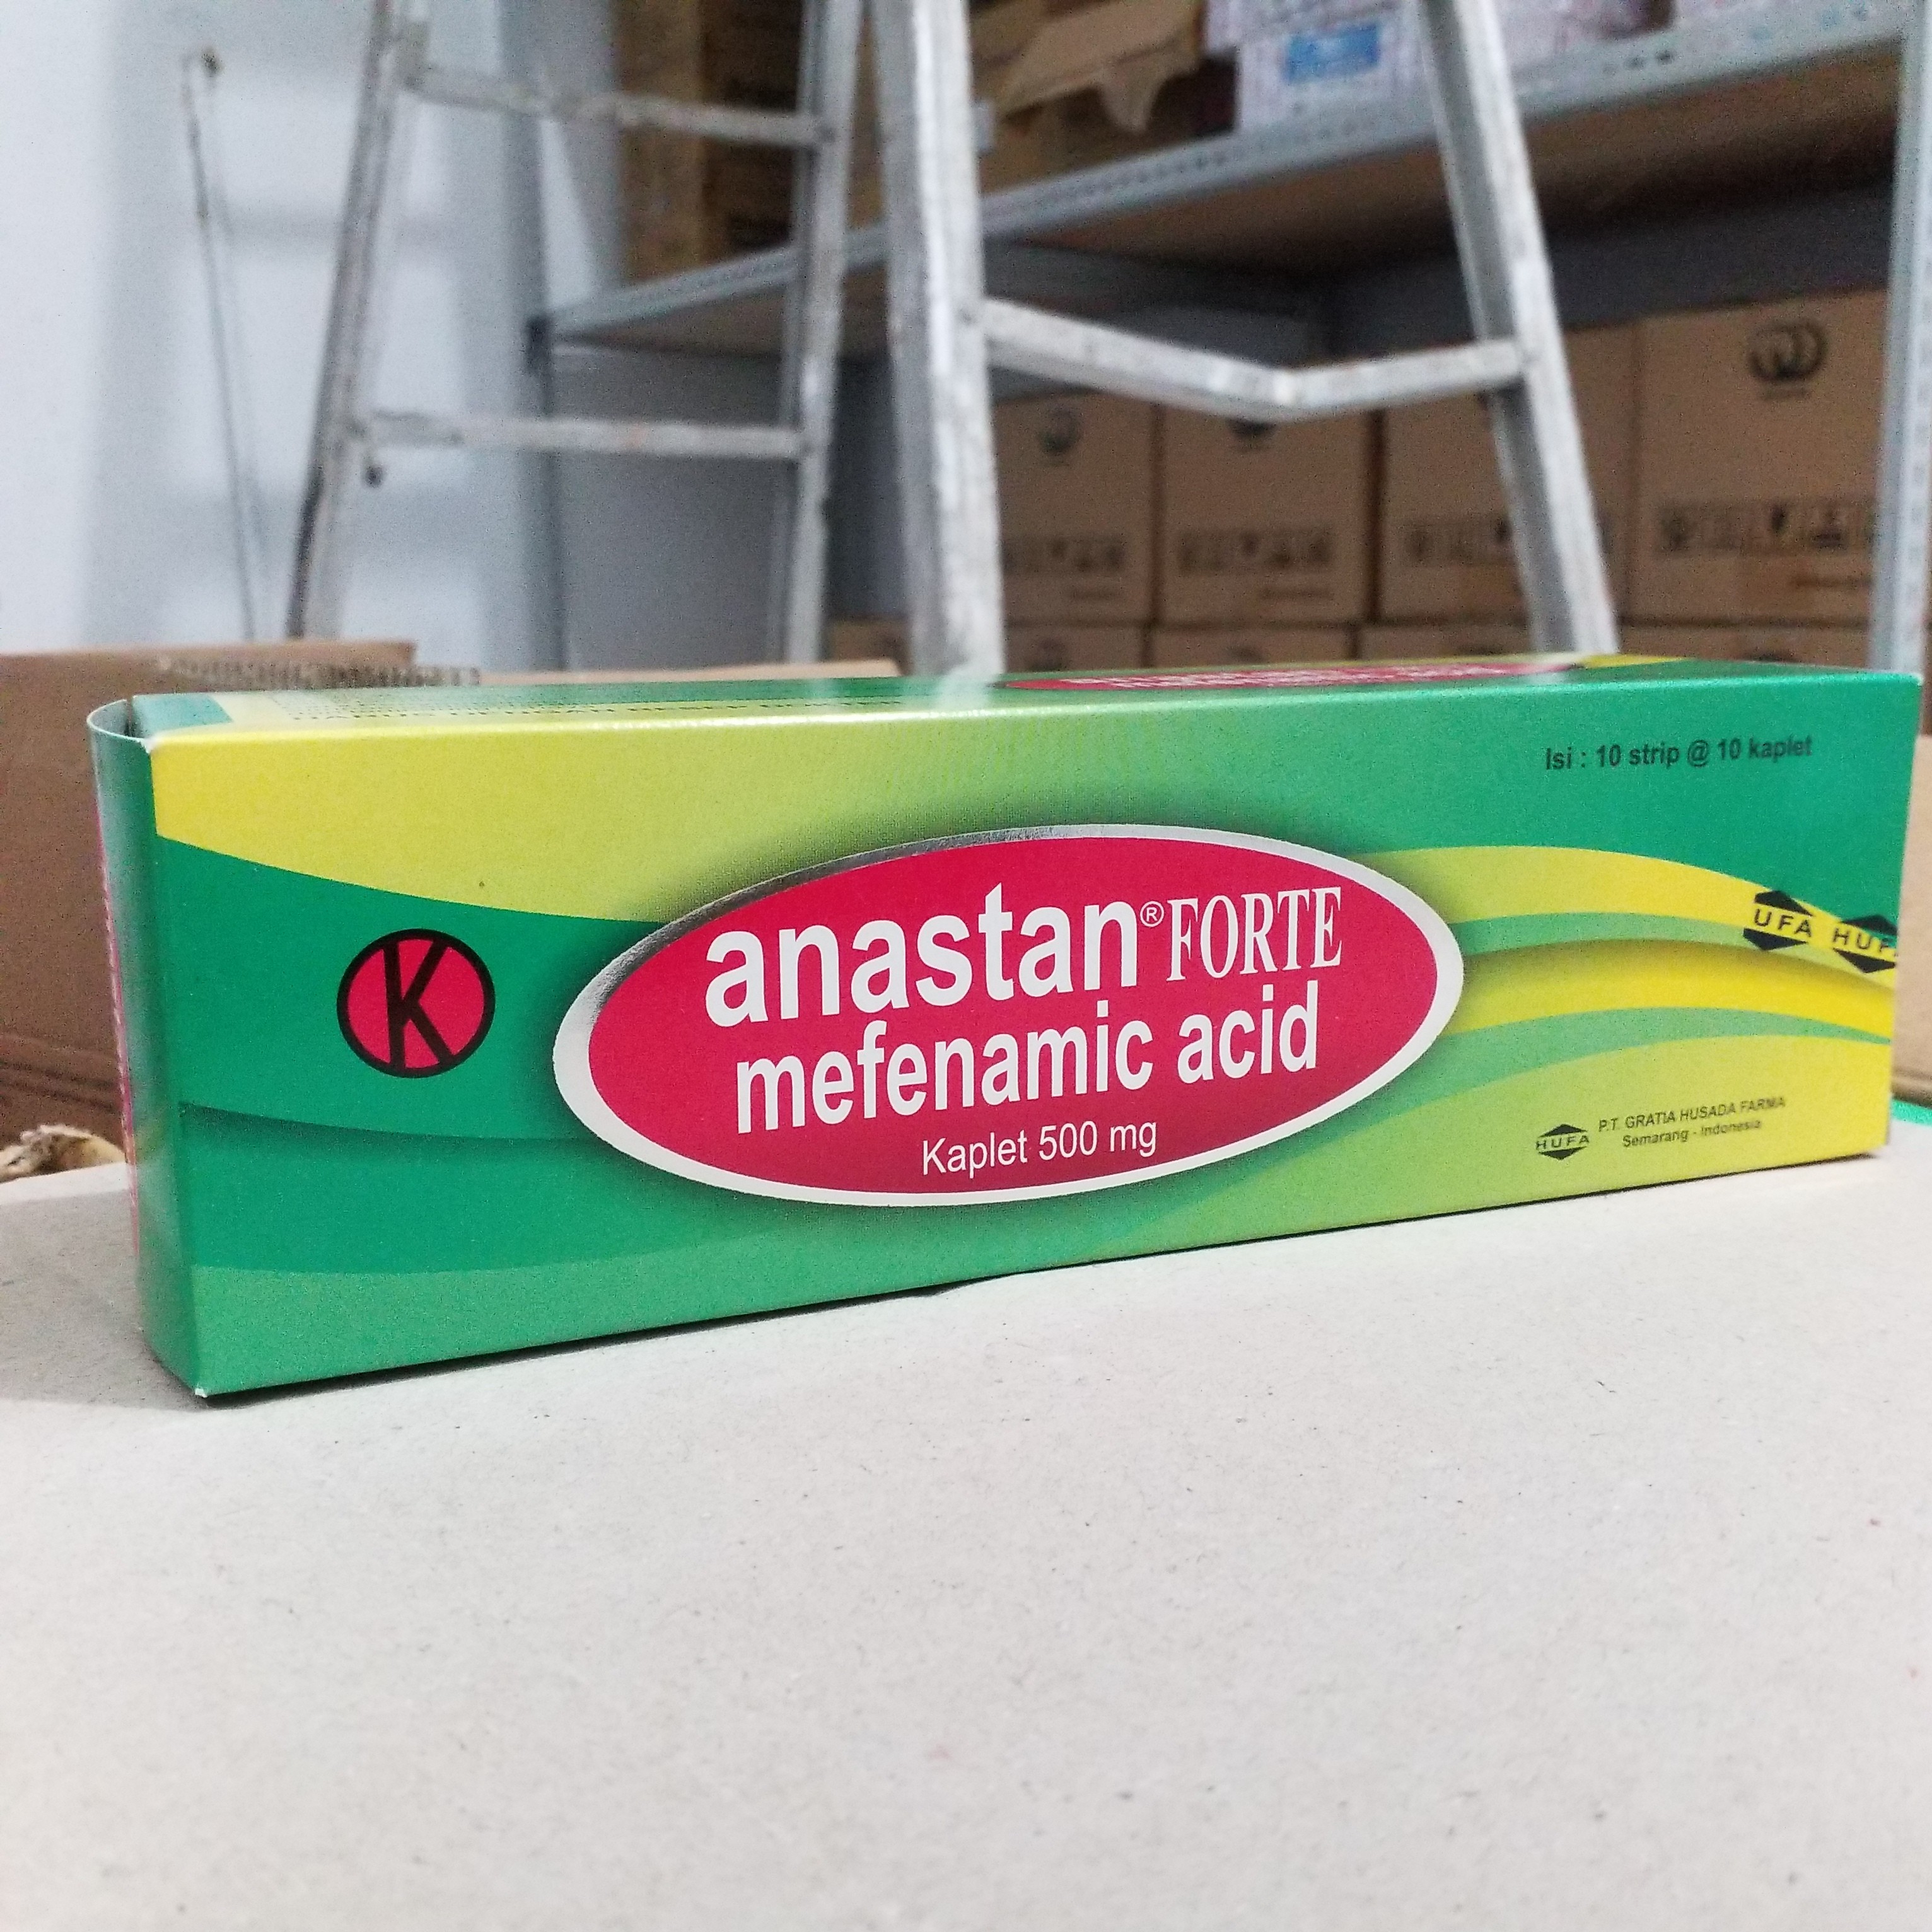 Isi : 10 strip @ 10 kaplet
K
anastan® FORTE
mefenamic acid
Kaplet 500 mg
UFA HUF
HUFA
P.T. GRATIA HUSADA FARMA
Semarang - Indonesia